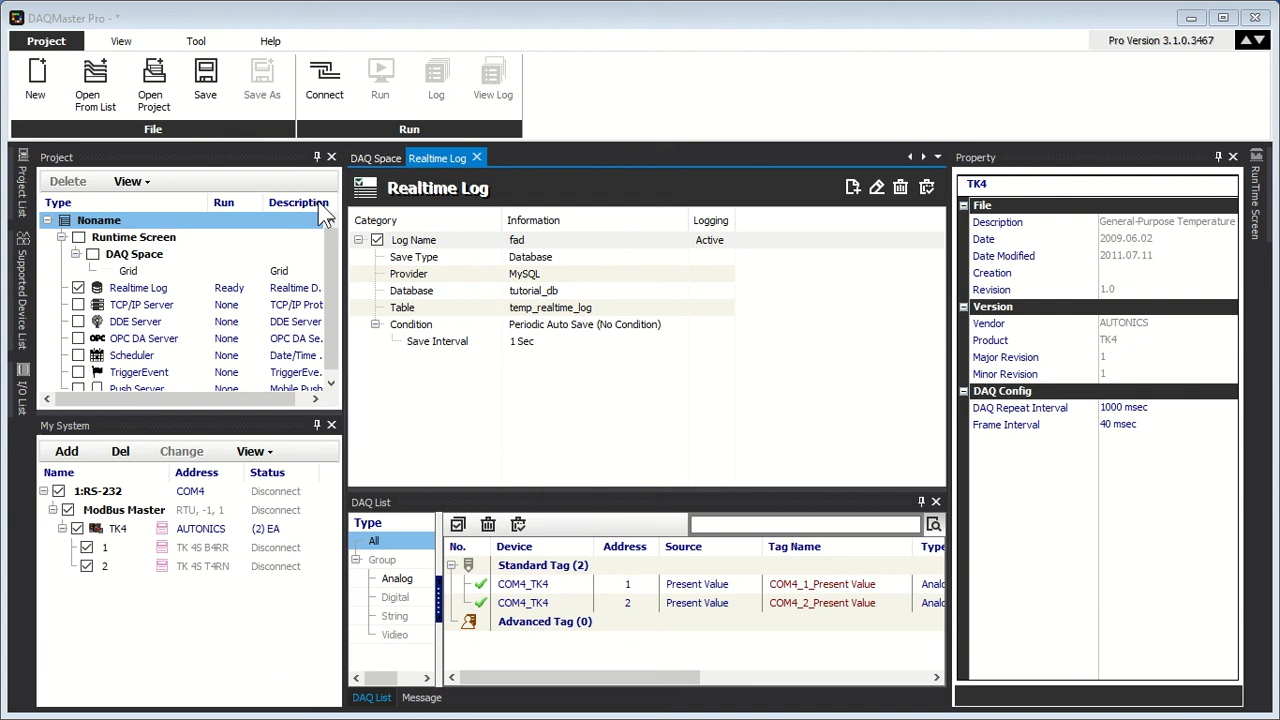 DAQMaster Pro - *
Project View Tool Help
Pro Version 3.1.0.3467
New
Open From List
Open Project
Save
Save As
Connect
Run
Log
View Log
File
Run
Project List
Supported Device List
I/O List
Project
Delete View
Type Run Description
Noname
Runtime Screen
DAQ Space
Grid Grid
Realtime Log Ready Realtime D..
TCP/IP Server None TCP/IP Prot
DDE Server None DDE Server
OPC OPC DA Server None OPC DA Se..
Scheduler None Date/Time .
TriggerEvent None TriggerEve..
Push Server None Mobile Push
My System
Add Del Change View
Name Address Status
1:RS-232 COM4 Disconnect
ModBus Master RTU, -1, 1 Disconnect
TK4 AUTONICS (2) EA
1 TK 4S B4RR Disconnect
2 TK 4S T4RN Disconnect
DAQ Space Realtime Log
Realtime Log
Category Information Logging
Log Name fad Active
Save Type Database
Provider MySQL
Database tutorial_db
Table temp_realtime_log
Condition Periodic Auto Save (No Condition)
Save Interval 1 Sec
DAQ List
Type
All
Group
Analog
Digital
String
Video
No. Device Address Source Tag Name Type
Standard Tag (2)
COM4_TK4 1 Present Value COM4_1_Present Value Analo
COM4_TK4 2 Present Value COM4_2_Present Value Analo
Advanced Tag (0)
DAQ List Message
Property
TK4
File
Description General-Purpose Temperature
Date 2009.06.02
Date Modified 2011.07.11
Creation
Revision 1.0
Version
Vendor AUTONICS
Product TK4
Major Revision 1
Minor Revision 1
DAQ Config
DAQ Repeat Interval 1000 msec
Frame Interval 40 msec
RunTime Screen